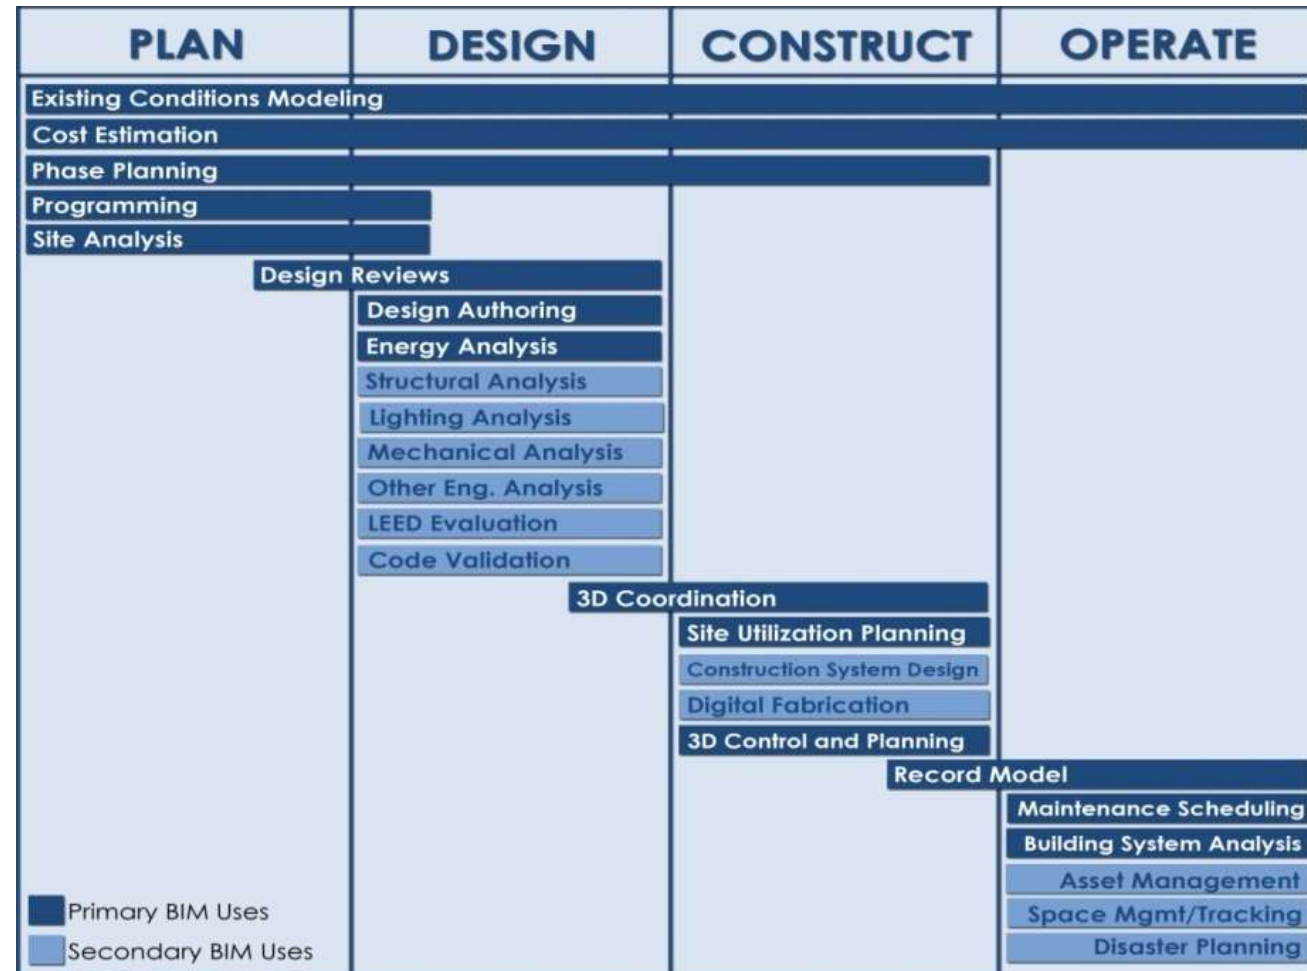 PLAN DESIGN CONSTRUCT OPERATE
Existing Conditions Modeling
Cost Estimation
Phase Planning
Programming
Site Analysis
Design Reviews
Design Authoring
Energy Analysis
Structural Analysis
Lighting Analysis
Mechanical Analysis
Other Eng. Analysis
LEED Evaluation
Code Validation
3D Coordination
Site Utilization Planning
Construction System Design
Digital Fabrication
3D Control and Planning
Record Model
Maintenance Scheduling
Building System Analysis
Asset Management
Space Mgmt/Tracking
Disaster Planning
Primary BIM Uses
Secondary BIM Uses